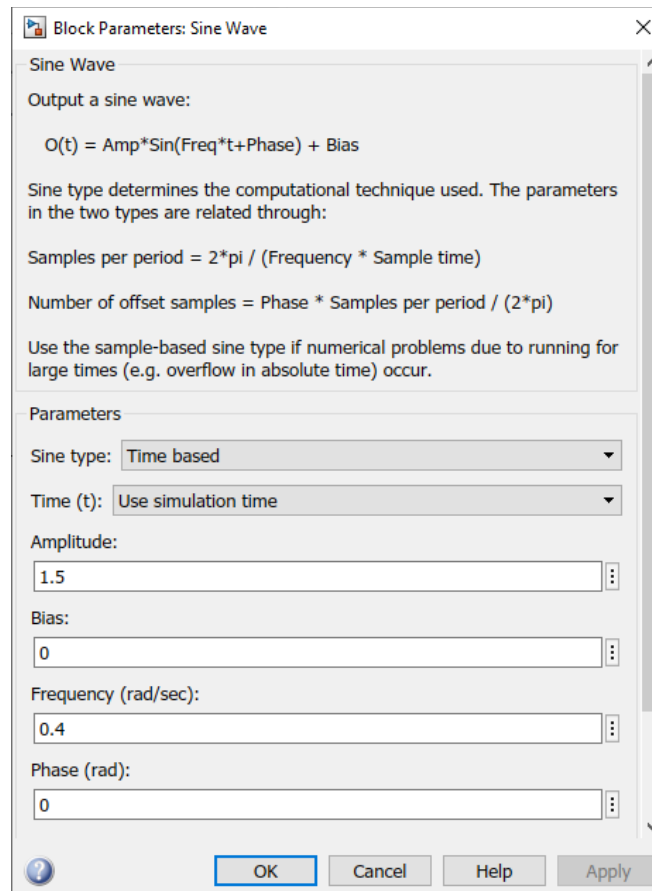 Block Parameters: Sine Wave
Sine Wave
Output a sine wave:
O(t) = Amp*Sin(Freq*t+Phase) + Bias
Sine type determines the computational technique used. The parameters
in the two types are related through:
Samples per period = 2*pi / (Frequency * Sample time)
Number of offset samples = Phase * Samples per period / (2*pi)
Use the sample-based sine type if numerical problems due to running for
large times (e.g. overflow in absolute time) occur.
Parameters
Sine type: Time based
Time (t): Use simulation time
Amplitude:
1.5
Bias:
0
Frequency (rad/sec):
0.4
Phase (rad):
0
OK Cancel Help Apply